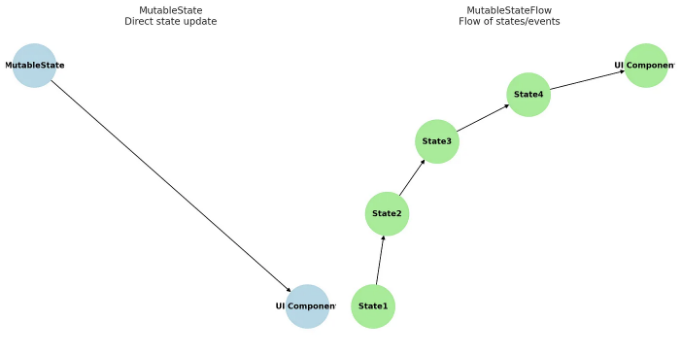 MutableState
Direct state update
MutableState
UI Componen
MutableStateFlow
Flow of states/events
UI Componen
State4
State3
State2
State1